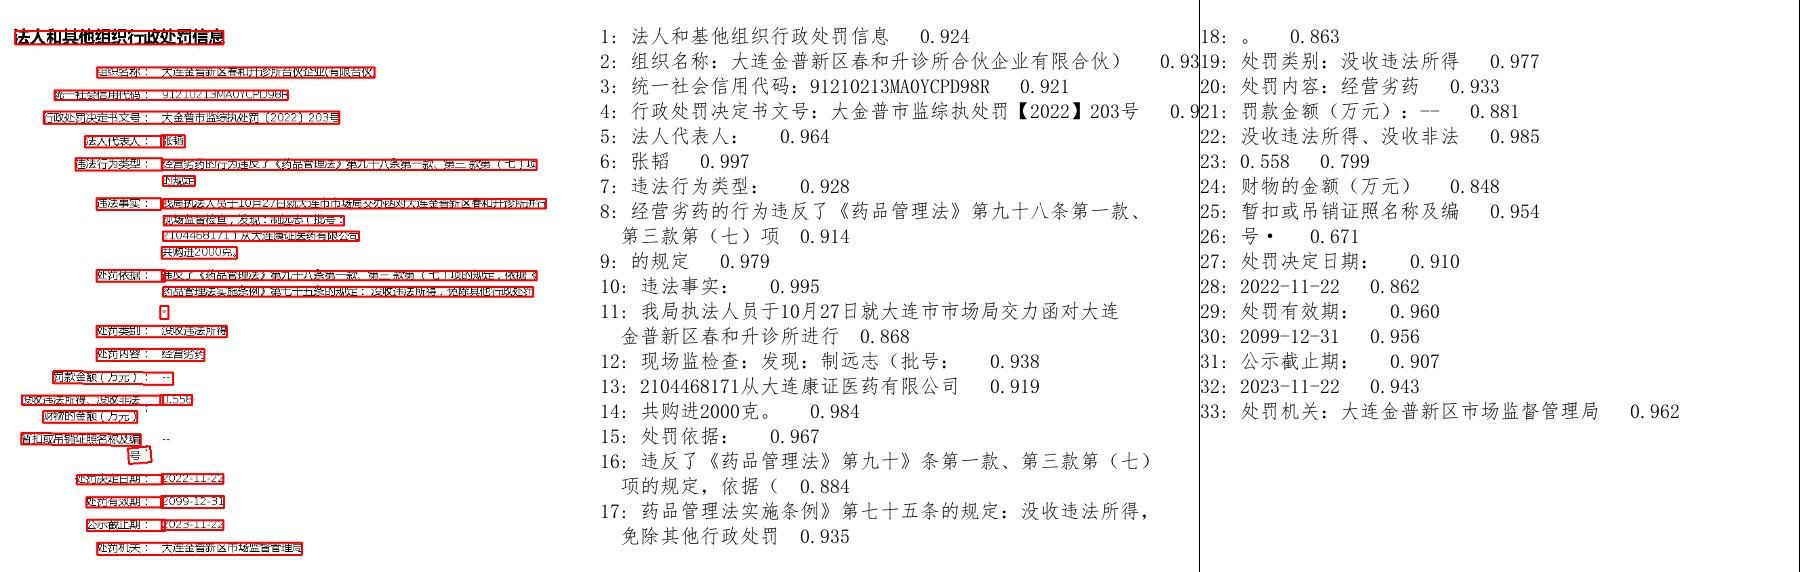 法人和其他组织行政处罚信息
组织名称： 大连金普新区春和升诊所合伙企业(有限合伙)
统一社会信用代码： 91210213MA0YCPD98R
行政处罚决定书文号： 大金普市监综执处罚〔2022〕203号
法人代表人： 张韬
违法行为类型： 经营劣药的行为违反了《药品管理法》第九十八条第一款、第三款第（七）项
的规定
违法事实： 我局执法人员于10月27日就大连市市场局交办函对大连金普新区春和升诊所进行
现场监督检查，发现：制远志（批号：
2104468171）从大连康证医药有限公司
共购进2000克。
处罚依据： 违反了《药品管理法》第九十八条第一款、第三款第（七）项的规定，依据《
药品管理法实施条例》第七十五条的规定：没收违法所得，免除其他行政处罚
。
处罚类别： 没收违法所得
处罚内容： 经营劣药
罚款金额（万元）： --
没收违法所得、没收非法 0.558
财物的金额（万元）
暂扣或吊销证照名称及编 --
号：
处罚决定日期： 2022-11-22
处罚有效期： 2099-12-31
公示截止期： 2023-11-22
处罚机关： 大连金普新区市场监督管理局
1: 法人和基他组织行政处罚信息 0.924
2: 组织名称：大连金普新区春和升诊所合伙企业有限合伙） 0.93
3: 统一社会信用代码：91210213MA0YCPD98R 0.921
4: 行政处罚决定书文号：大金普市监综执处罚【2022】203号 0.9
5: 法人代表人： 0.964
6: 张韬 0.997
7: 违法行为类型： 0.928
8: 经营劣药的行为违反了《药品管理法》第九十八条第一款、
第三款第（七）项 0.914
9: 的规定 0.979
10: 违法事实： 0.995
11: 我局执法人员于10月27日就大连市市场局交力函对大连
金普新区春和升诊所进行 0.868
12: 现场监检查：发现：制远志（批号： 0.938
13: 2104468171从大连康证医药有限公司 0.919
14: 共购进2000克。 0.984
15: 处罚依据： 0.967
16: 违反了《药品管理法》第九十》条第一款、第三款第（七）
项的规定，依据（ 0.884
17: 药品管理法实施条例》第七十五条的规定：没收违法所得，
免除其他行政处罚 0.935
18: 。 0.863
19: 处罚类别：没收违法所得 0.977
20: 处罚内容：经营劣药 0.933
21: 罚款金额（万元）：-- 0.881
22: 没收违法所得、没收非法 0.985
23: 0.558 0.799
24: 财物的金额（万元） 0.848
25: 暂扣或吊销证照名称及编 0.954
26: 号• 0.671
27: 处罚决定日期： 0.910
28: 2022-11-22 0.862
29: 处罚有效期： 0.960
30: 2099-12-31 0.956
31: 公示截止期： 0.907
32: 2023-11-22 0.943
33: 处罚机关：大连金普新区市场监督管理局 0.962